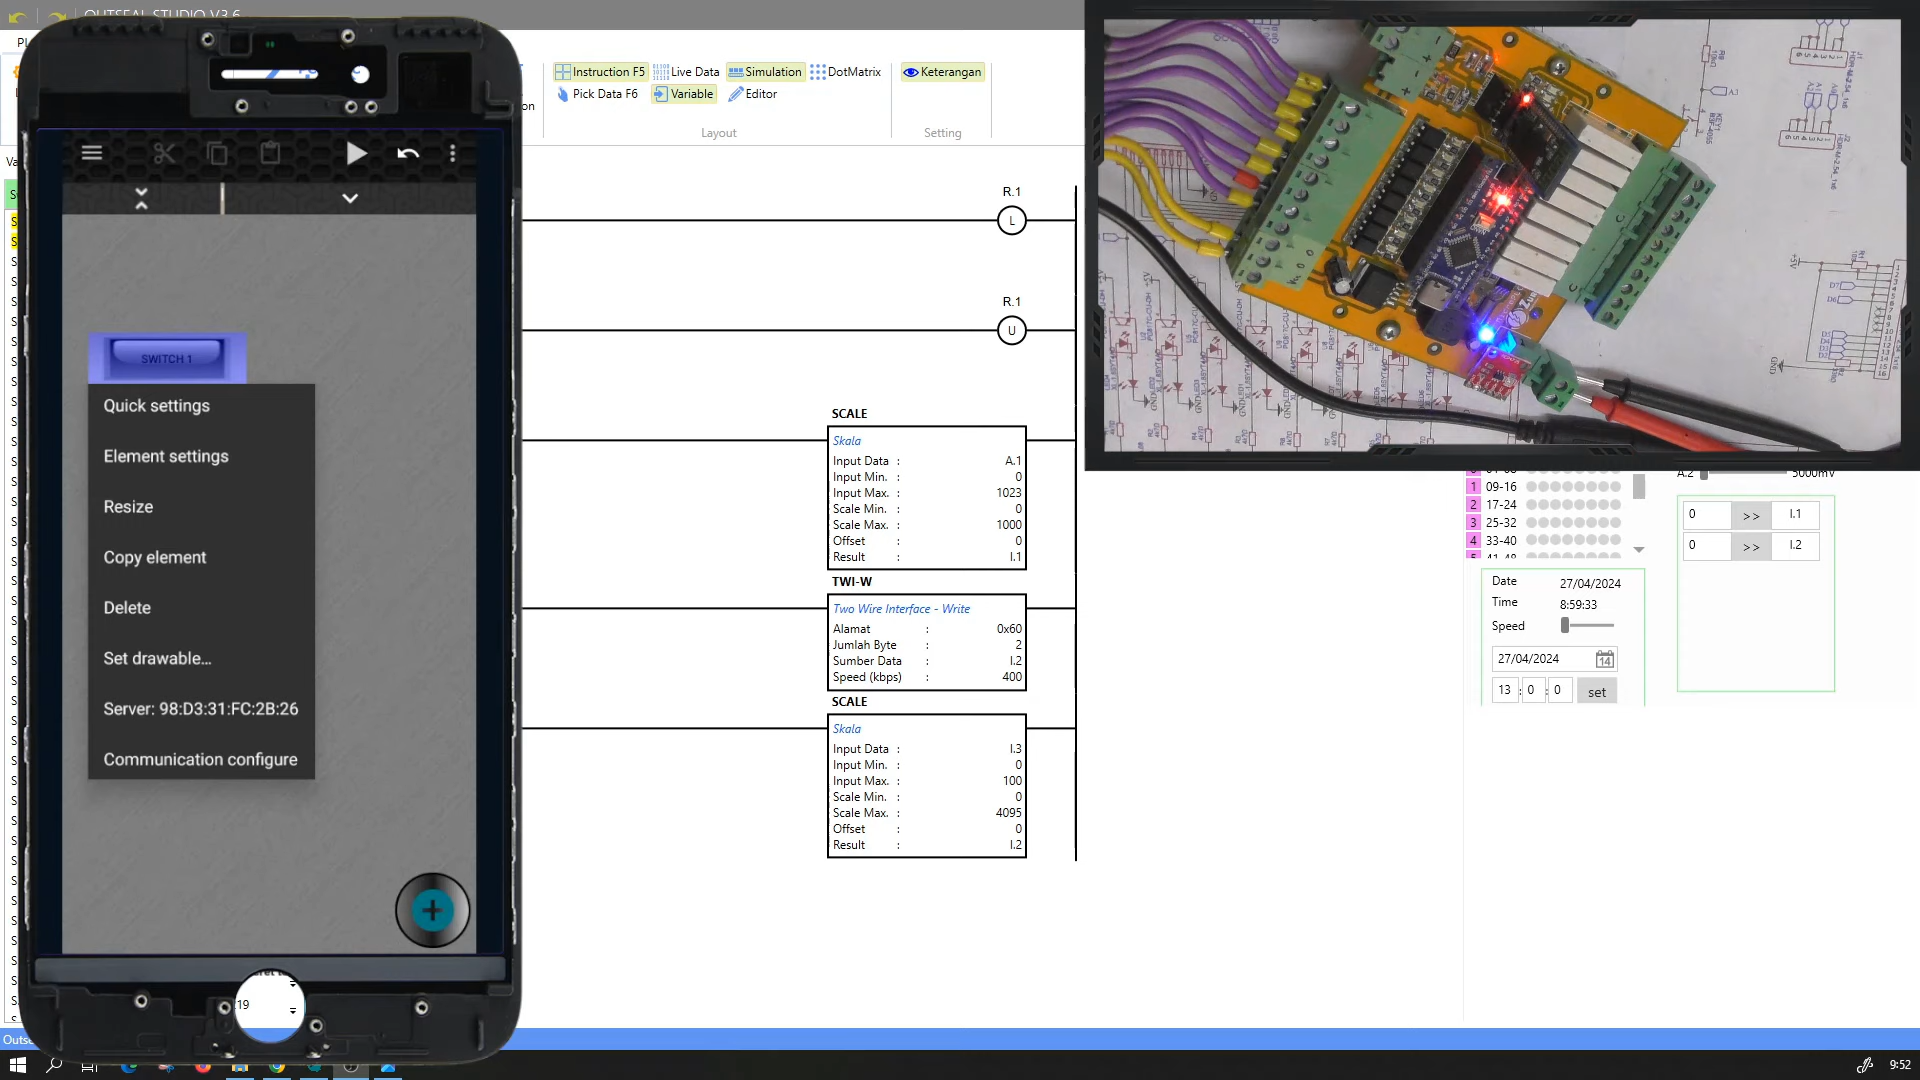 OUTSEAL STUDIO V3.6
Instruction F5
Live Data
Simulation
DotMatrix
Keterangan
Pick Data F6
Variable
Editor
Layout
Setting
SWITCH 1
Quick settings
Element settings
Resize
Copy element
Delete
Set drawable...
Server: 98:D3:31:FC:2B:26
Communication configure
19
R.1
L
R.1
U
SCALE
Skala
Input Data : A.1
Input Min. : 0
Input Max. : 1023
Scale Min. : 0
Scale Max. : 1000
Offset : 0
Result : I.1
TWI-W
Two Wire Interface - Write
Alamat : 0x60
Jumlah Byte : 2
Sumber Data : I.2
Speed (kbps) : 400
SCALE
Skala
Input Data : I.3
Input Min. : 0
Input Max. : 100
Scale Min. : 0
Scale Max. : 4095
Offset : 0
Result : I.2
1 09-16
2 17-24
3 25-32
4 33-40
A.2 5000mV
0 >> I.1
0 >> I.2
Date 27/04/2024
Time 8:59:33
Speed
27/04/2024 14
13 : 0 : 0 set
9:52